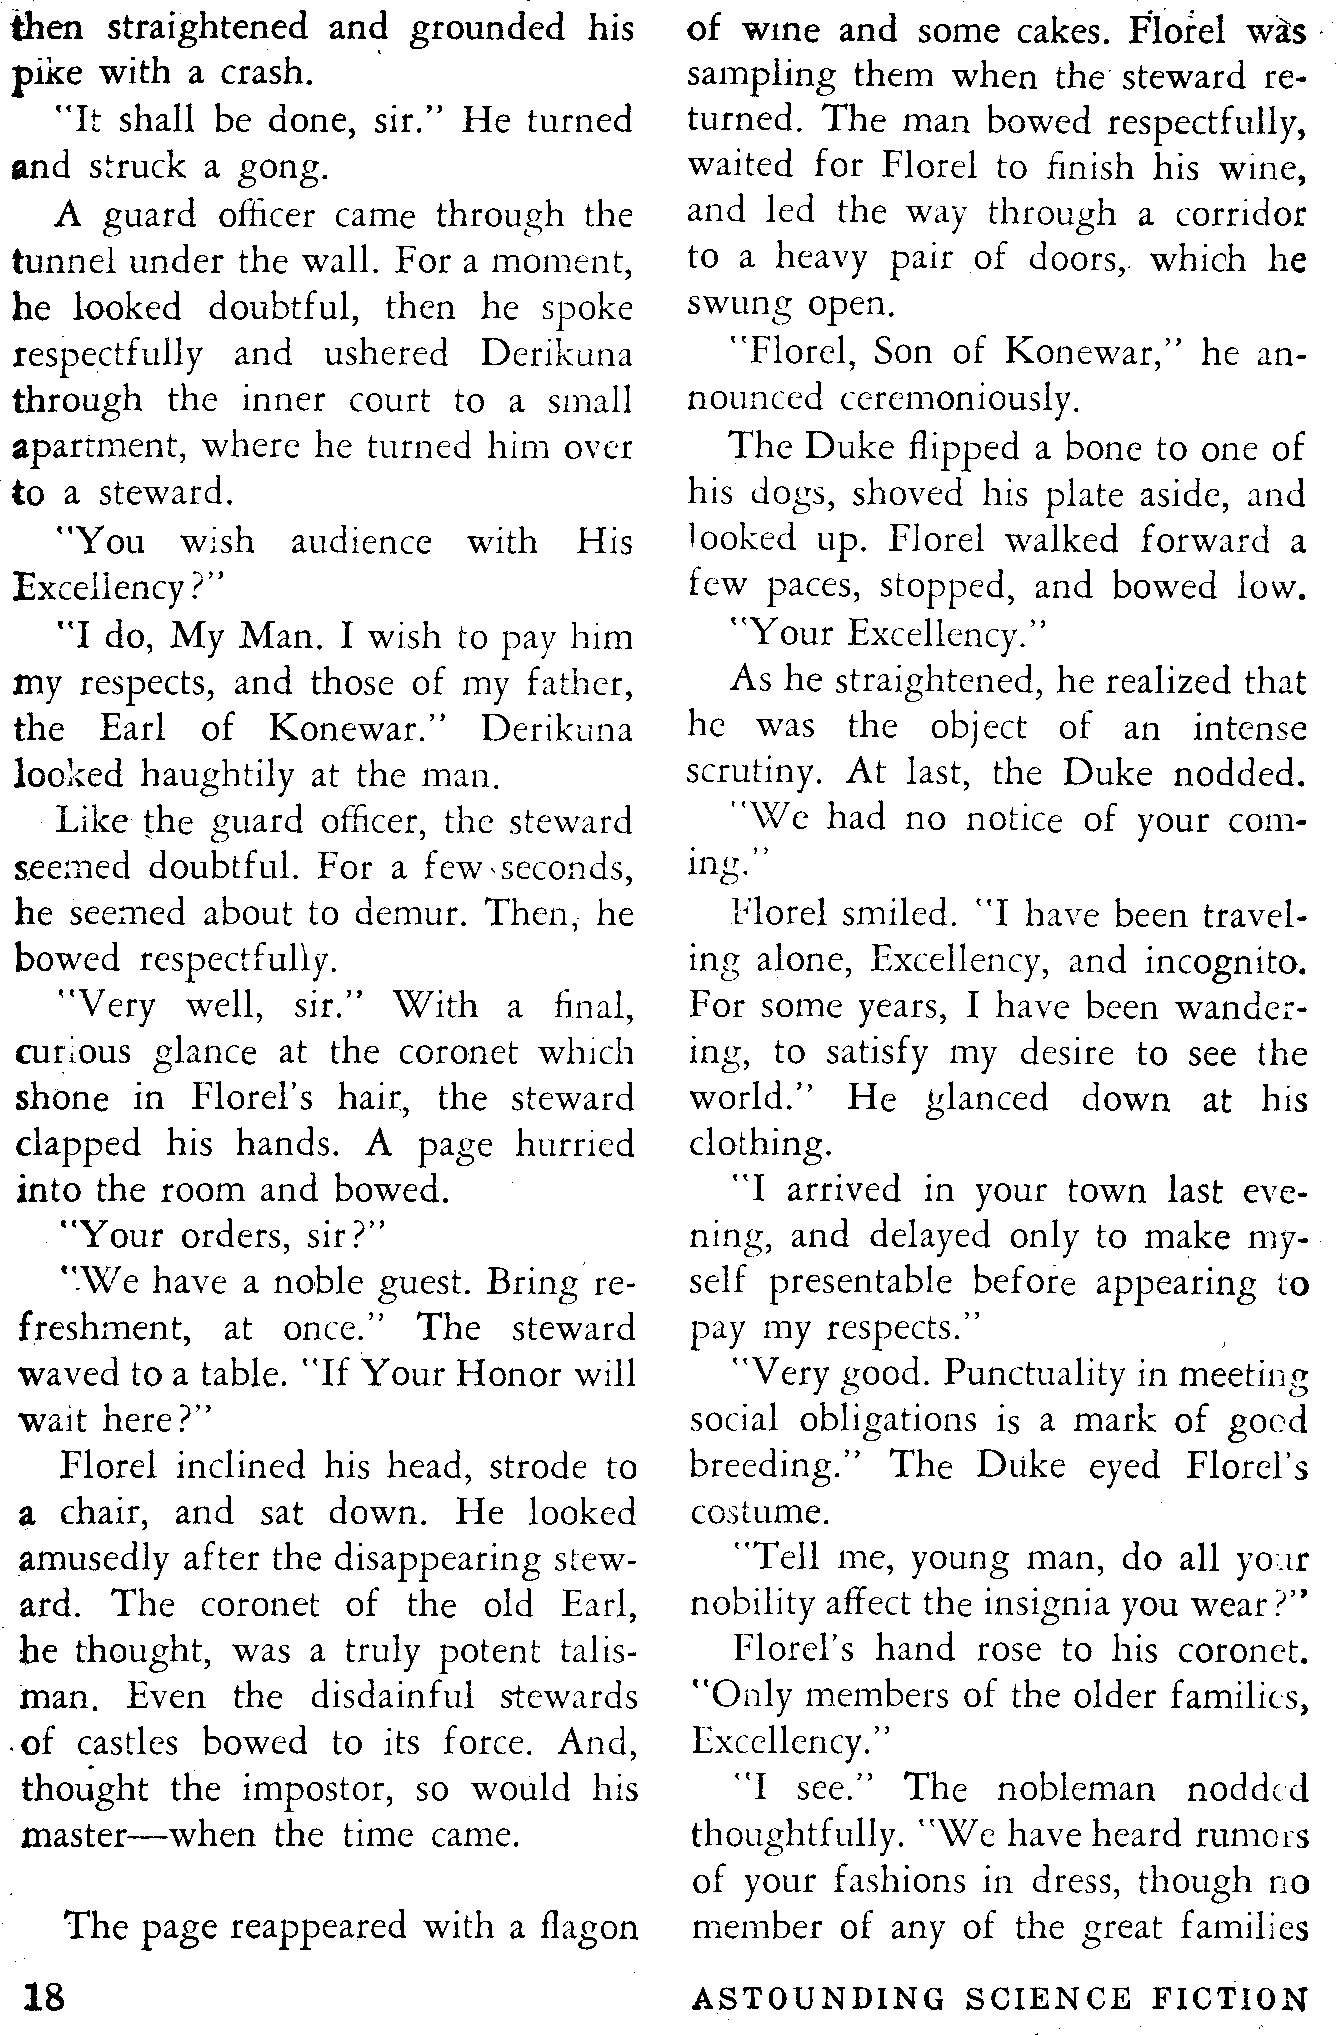 then straightened and grounded his
pike with a crash.
"It shall be done, sir." He turned
and struck a gong.
A guard officer came through the
tunnel under the wall. For a moment,
he looked doubtful, then he spoke
respectfully and ushered Derikuna
through the inner court to a small
apartment, where he turned him over
to a steward.
"You wish audience with His
Excellency?"
"I do, My Man. I wish to pay him
my respects, and those of my father,
the Earl of Konewar." Derikuna
looked haughtily at the man.
Like the guard officer, the steward
seemed doubtful. For a few seconds,
he seemed about to demur. Then, he
bowed respectfully.
"Very well, sir." With a final,
curious glance at the coronet which
shone in Florel's hair, the steward
clapped his hands. A page hurried
into the room and bowed.
"Your orders, sir?"
"We have a noble guest. Bring re-
freshment, at once." The steward
waved to a table. "If Your Honor will
wait here?"
Florel inclined his head, strode to
a chair, and sat down. He looked
amusedly after the disappearing stew-
ard. The coronet of the old Earl,
he thought, was a truly potent talis-
man. Even the disdainful stewards
of castles bowed to its force. And,
thought the impostor, so would his
master—when the time came.
The page reappeared with a flagon
of wine and some cakes. Florel was
sampling them when the steward re-
turned. The man bowed respectfully,
waited for Florel to finish his wine,
and led the way through a corridor
to a heavy pair of doors, which he
swung open.
"Florel, Son of Konewar," he an-
nounced ceremoniously.
The Duke flipped a bone to one of
his dogs, shoved his plate aside, and
looked up. Florel walked forward a
few paces, stopped, and bowed low.
"Your Excellency."
As he straightened, he realized that
he was the object of an intense
scrutiny. At last, the Duke nodded.
"We had no notice of your com-
ing."
Florel smiled. "I have been travel-
ing alone, Excellency, and incognito.
For some years, I have been wander-
ing, to satisfy my desire to see the
world." He glanced down at his
clothing.
"I arrived in your town last eve-
ning, and delayed only to make my-
self presentable before appearing to
pay my respects."
"Very good. Punctuality in meeting
social obligations is a mark of good
breeding." The Duke eyed Florel's
costume.
"Tell me, young man, do all your
nobility affect the insignia you wear?"
Florel's hand rose to his coronet.
"Only members of the older families,
Excellency."
"I see." The nobleman nodded
thoughtfully. "We have heard rumors
of your fashions in dress, though no
member of any of the great families
18
ASTOUNDING SCIENCE FICTION